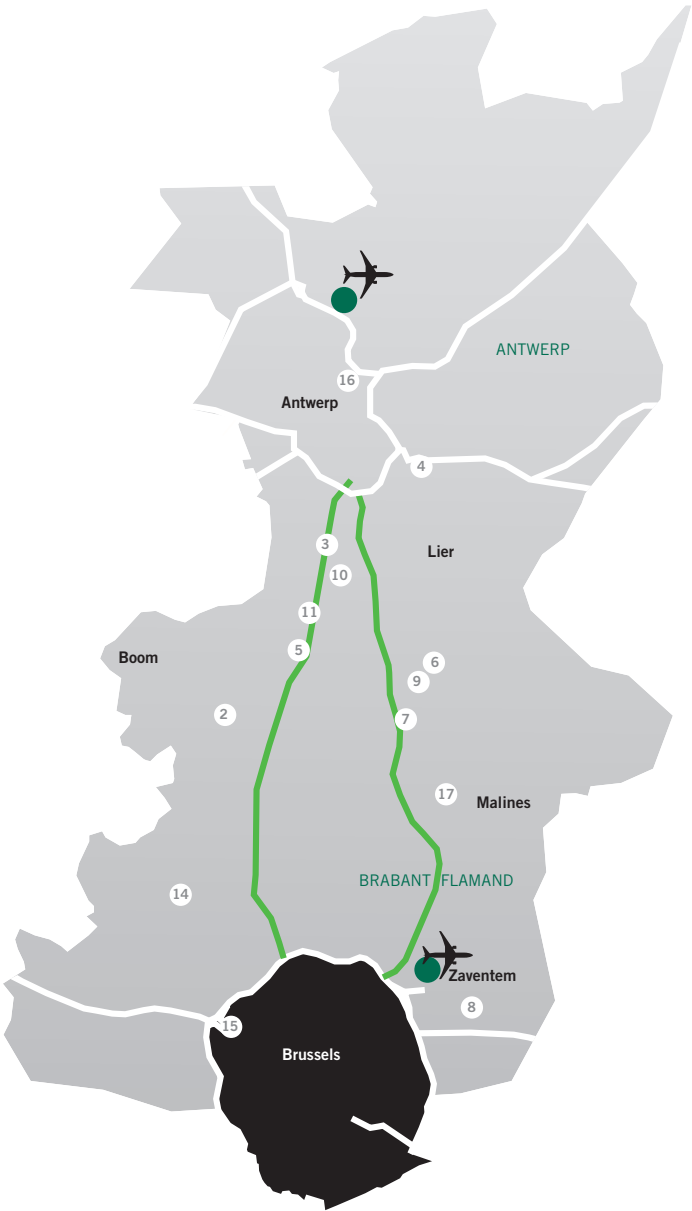 ANTWERP
16
Antwerp
4
3
Lier
10
11
5
Boom
6
9
2
7
17
Malines
BRABANT FLAMAND
14
Zaventem
8
15
Brussels